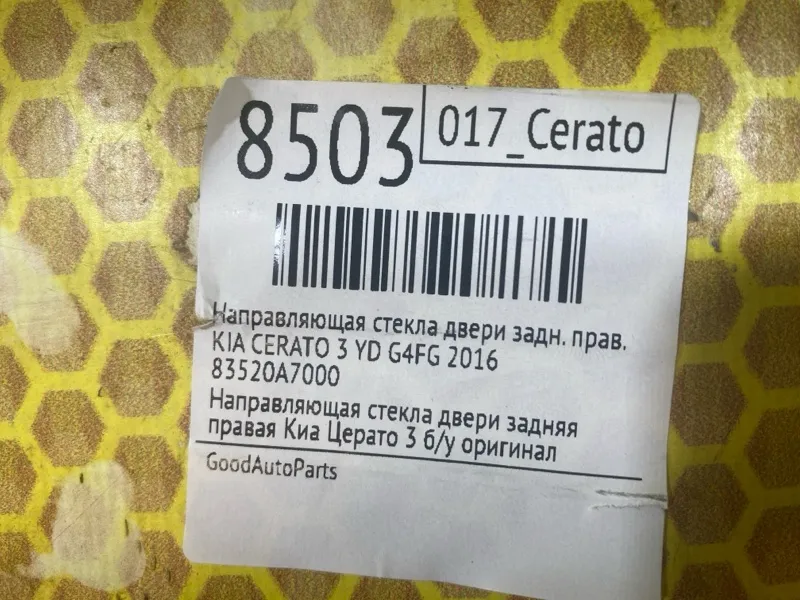 8503
017_Cerato
Направляющая стекла двери задн. прав.
KIA CERATO 3 YD G4FG 2016
83520A7000
Направляющая стекла двери задняя
правая Киа Церато 3 б/у оригинал
GoodAutoParts